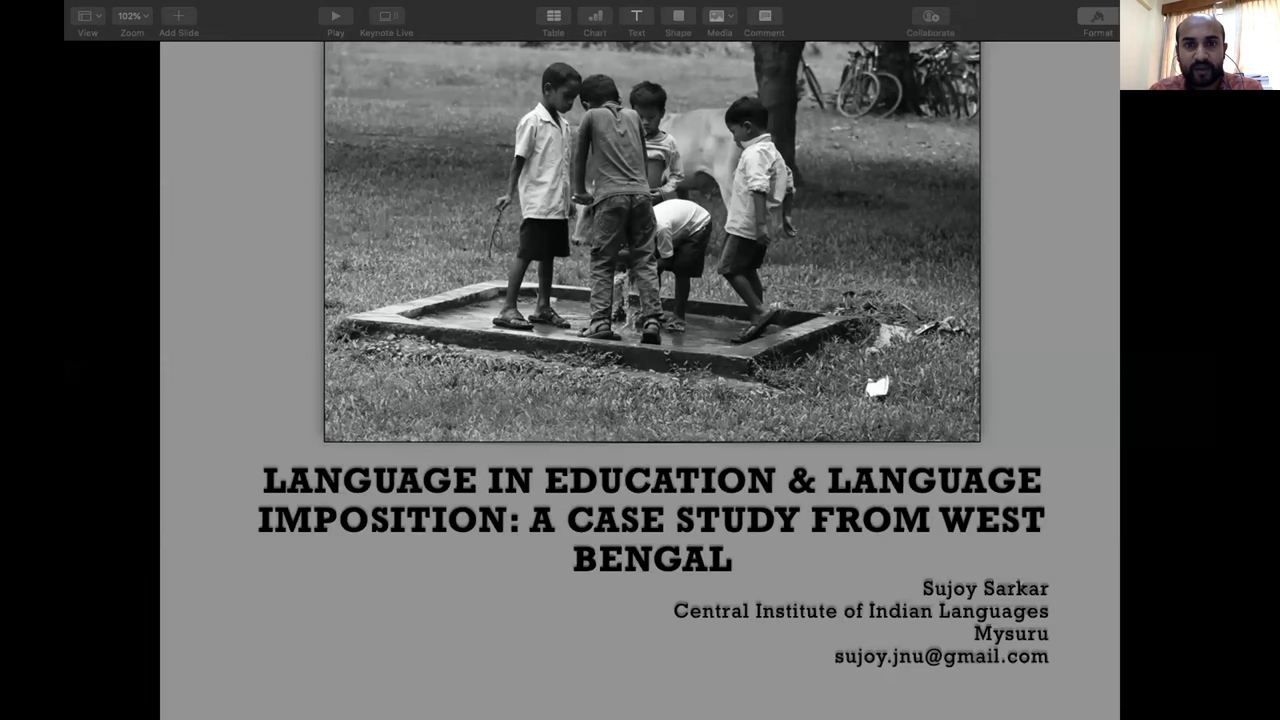 102%
View
Zoom
Add Slide
Play
Keynote Live
Table
Chart
Text
Shape
Media
Comment
Collaborate
Format
LANGUAGE IN EDUCATION & LANGUAGE
IMPOSITION: A CASE STUDY FROM WEST
BENGAL
Sujoy Sarkar
Central Institute of Indian Languages
Mysuru
sujoy.jnu@gmail.com